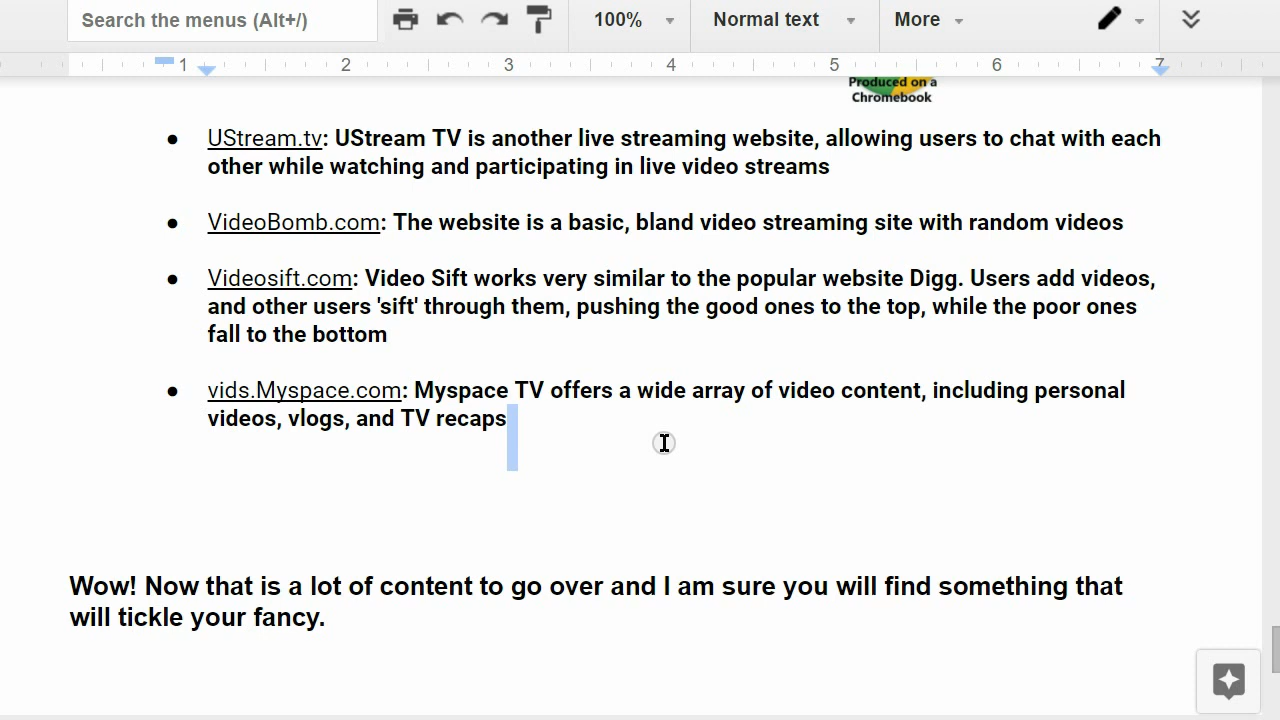 Search the menus (Alt+/)
100%
Normal text
More
1 2 3 4 5 6 7
Produced on a
Chromebook
● UStream.tv: UStream TV is another live streaming website, allowing users to chat with each
other while watching and participating in live video streams
● VideoBomb.com: The website is a basic, bland video streaming site with random videos
● Videosift.com: Video Sift works very similar to the popular website Digg. Users add videos,
and other users 'sift' through them, pushing the good ones to the top, while the poor ones
fall to the bottom
● vids.Myspace.com: Myspace TV offers a wide array of video content, including personal
videos, vlogs, and TV recaps
Wow! Now that is a lot of content to go over and I am sure you will find something that
will tickle your fancy.